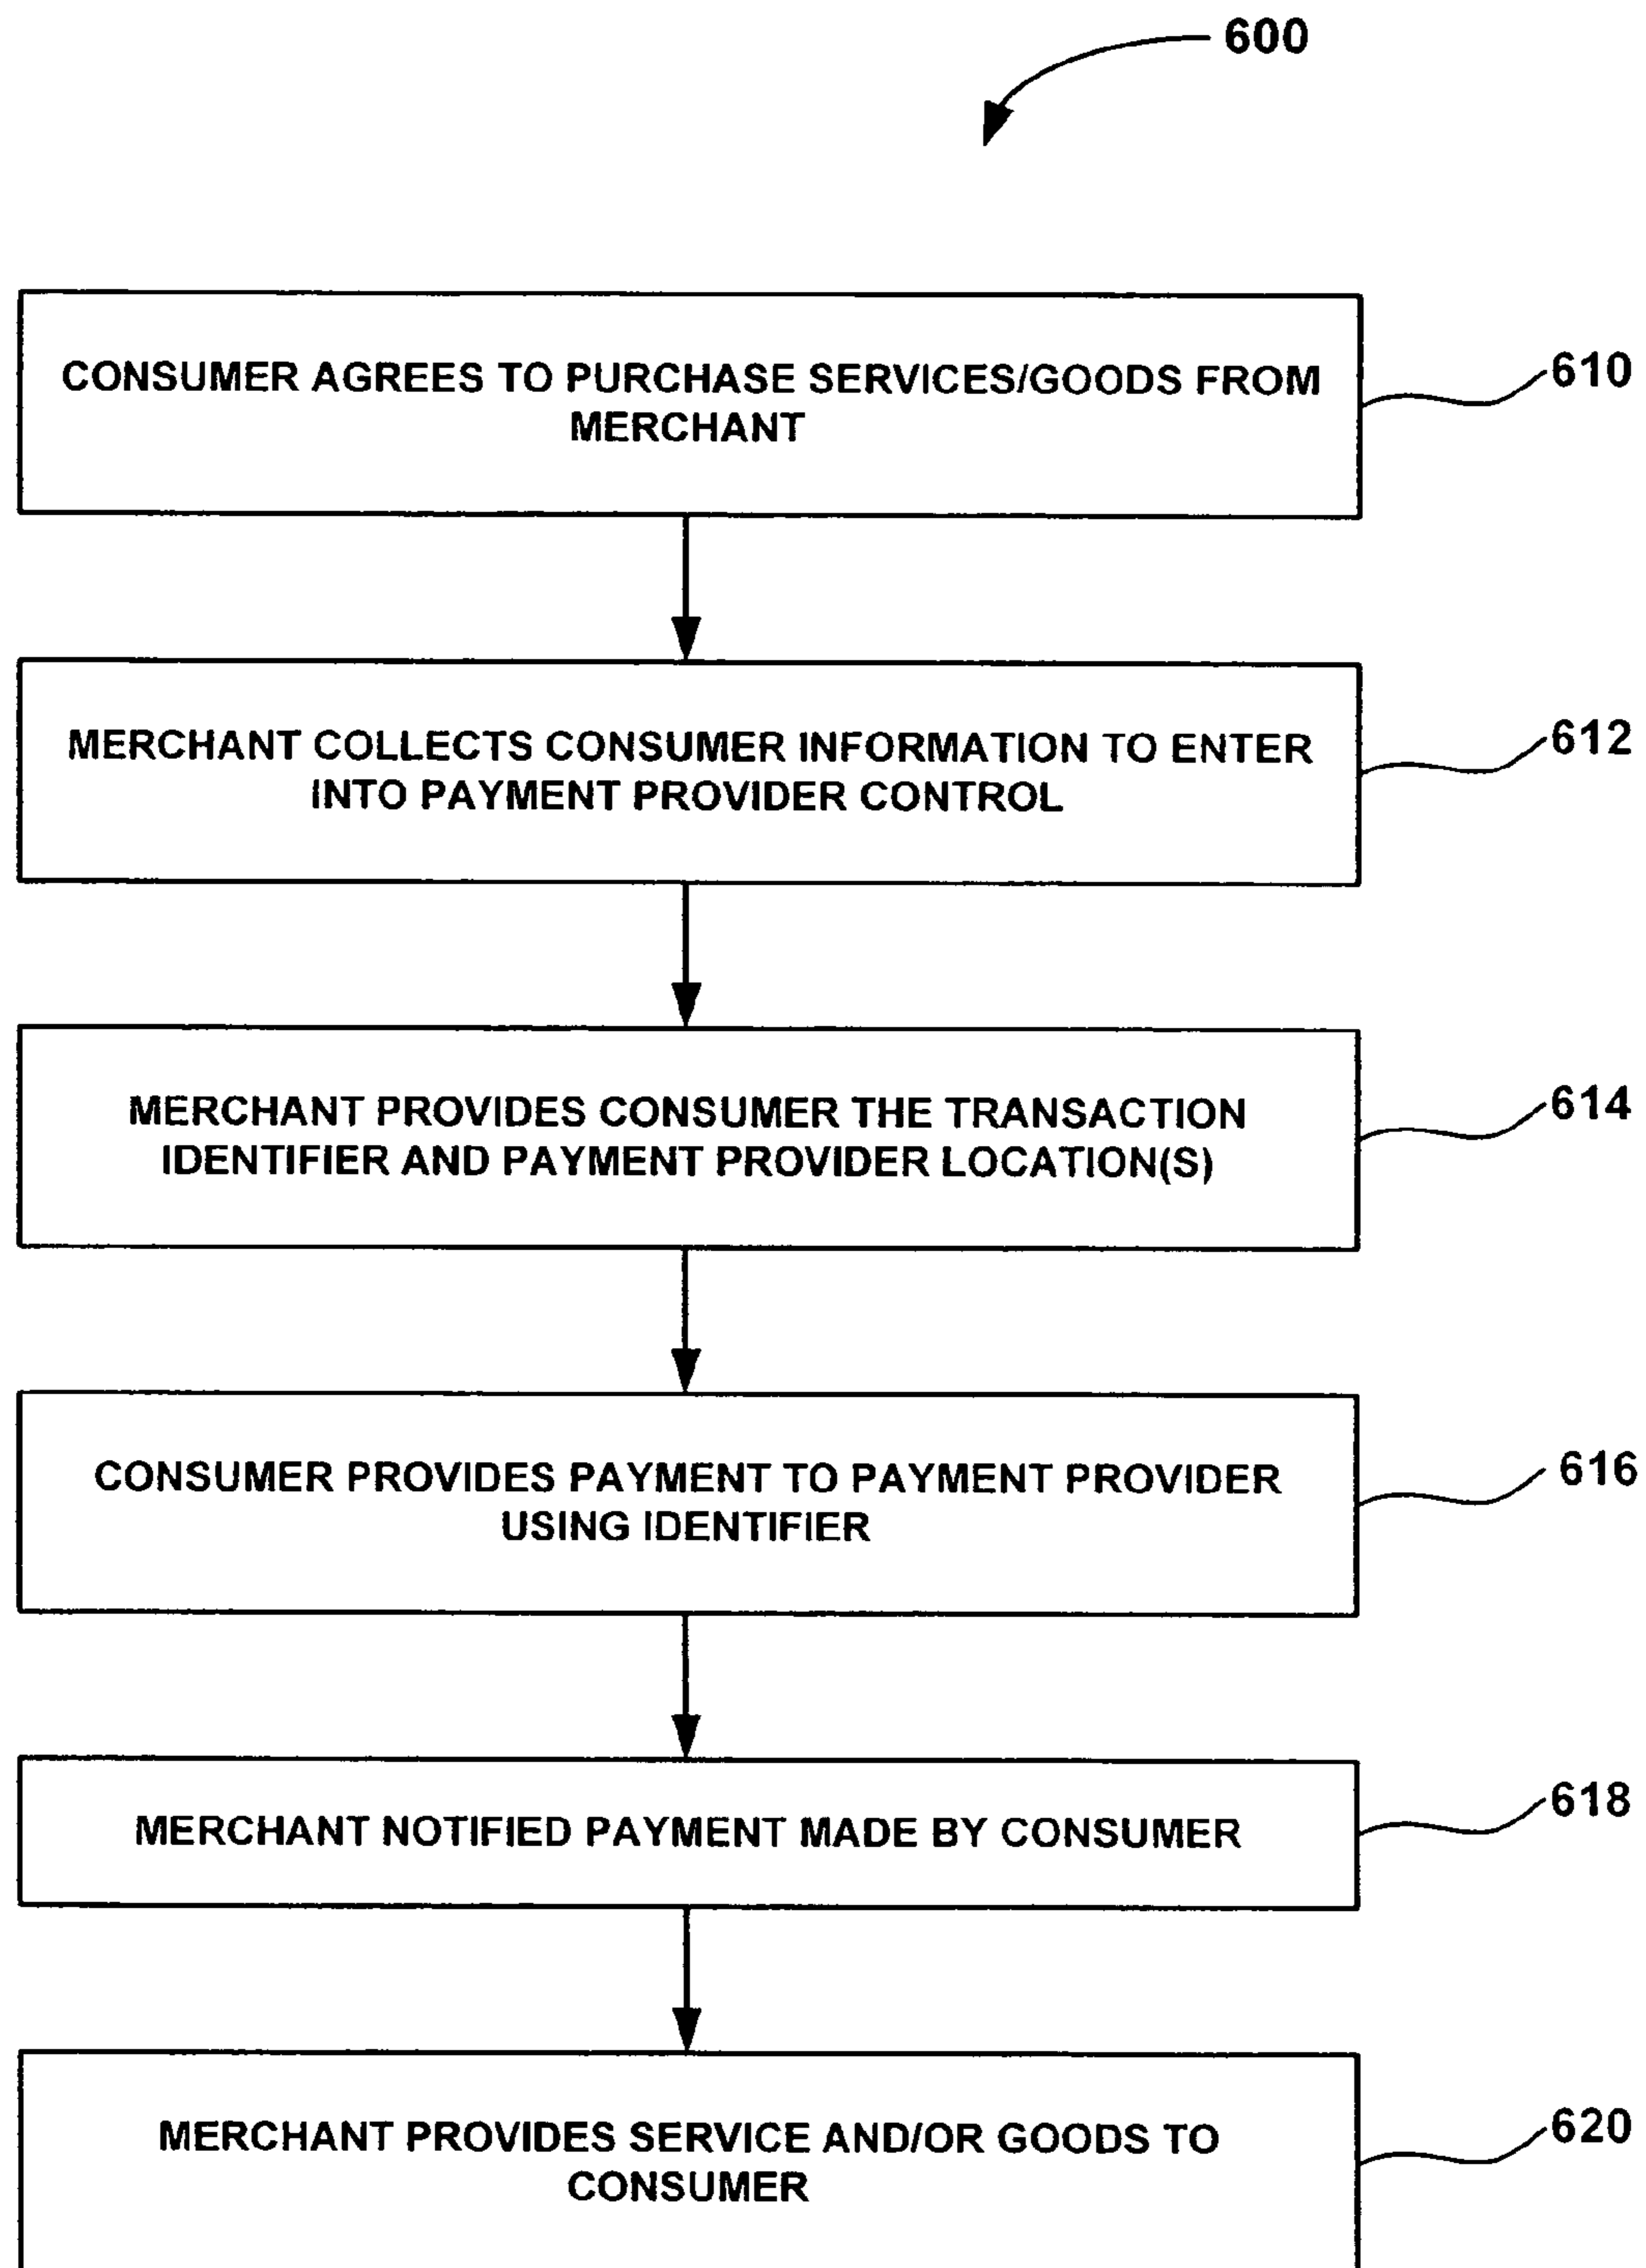 600
CONSUMER AGREES TO PURCHASE SERVICES/GOODS FROM
MERCHANT
610
MERCHANT COLLECTS CONSUMER INFORMATION TO ENTER
INTO PAYMENT PROVIDER CONTROL
612
MERCHANT PROVIDES CONSUMER THE TRANSACTION
IDENTIFIER AND PAYMENT PROVIDER LOCATION(S)
614
CONSUMER PROVIDES PAYMENT TO PAYMENT PROVIDER
USING IDENTIFIER
616
MERCHANT NOTIFIED PAYMENT MADE BY CONSUMER
618
MERCHANT PROVIDES SERVICE AND/OR GOODS TO
CONSUMER
620